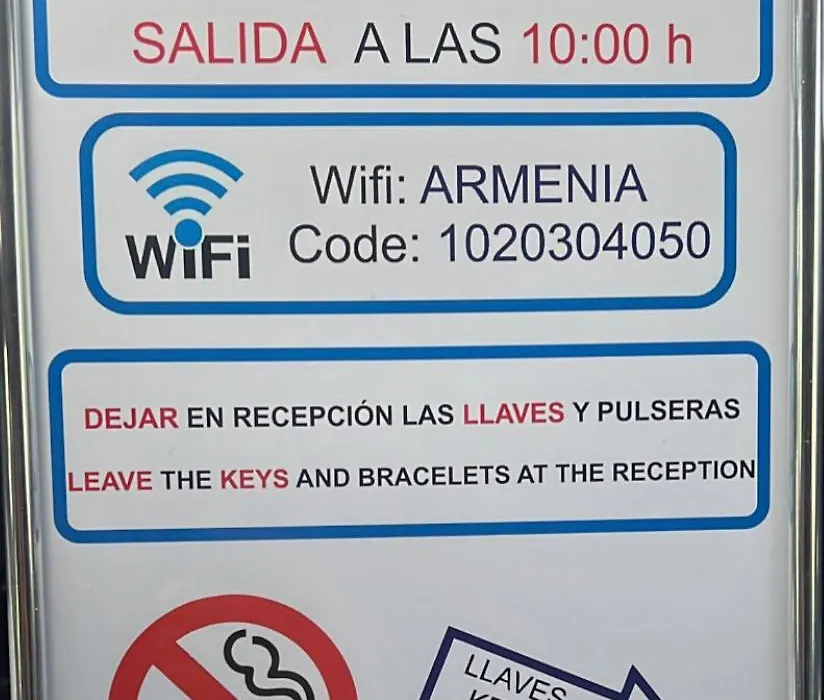 SALIDA A LAS 10:00 h
WiFi
Wifi: ARMENIA
Code: 1020304050
DEJAR EN RECEPCIÓN LAS LLAVES Y PULSERAS
LEAVE THE KEYS AND BRACELETS AT THE RECEPTION
LLAVES